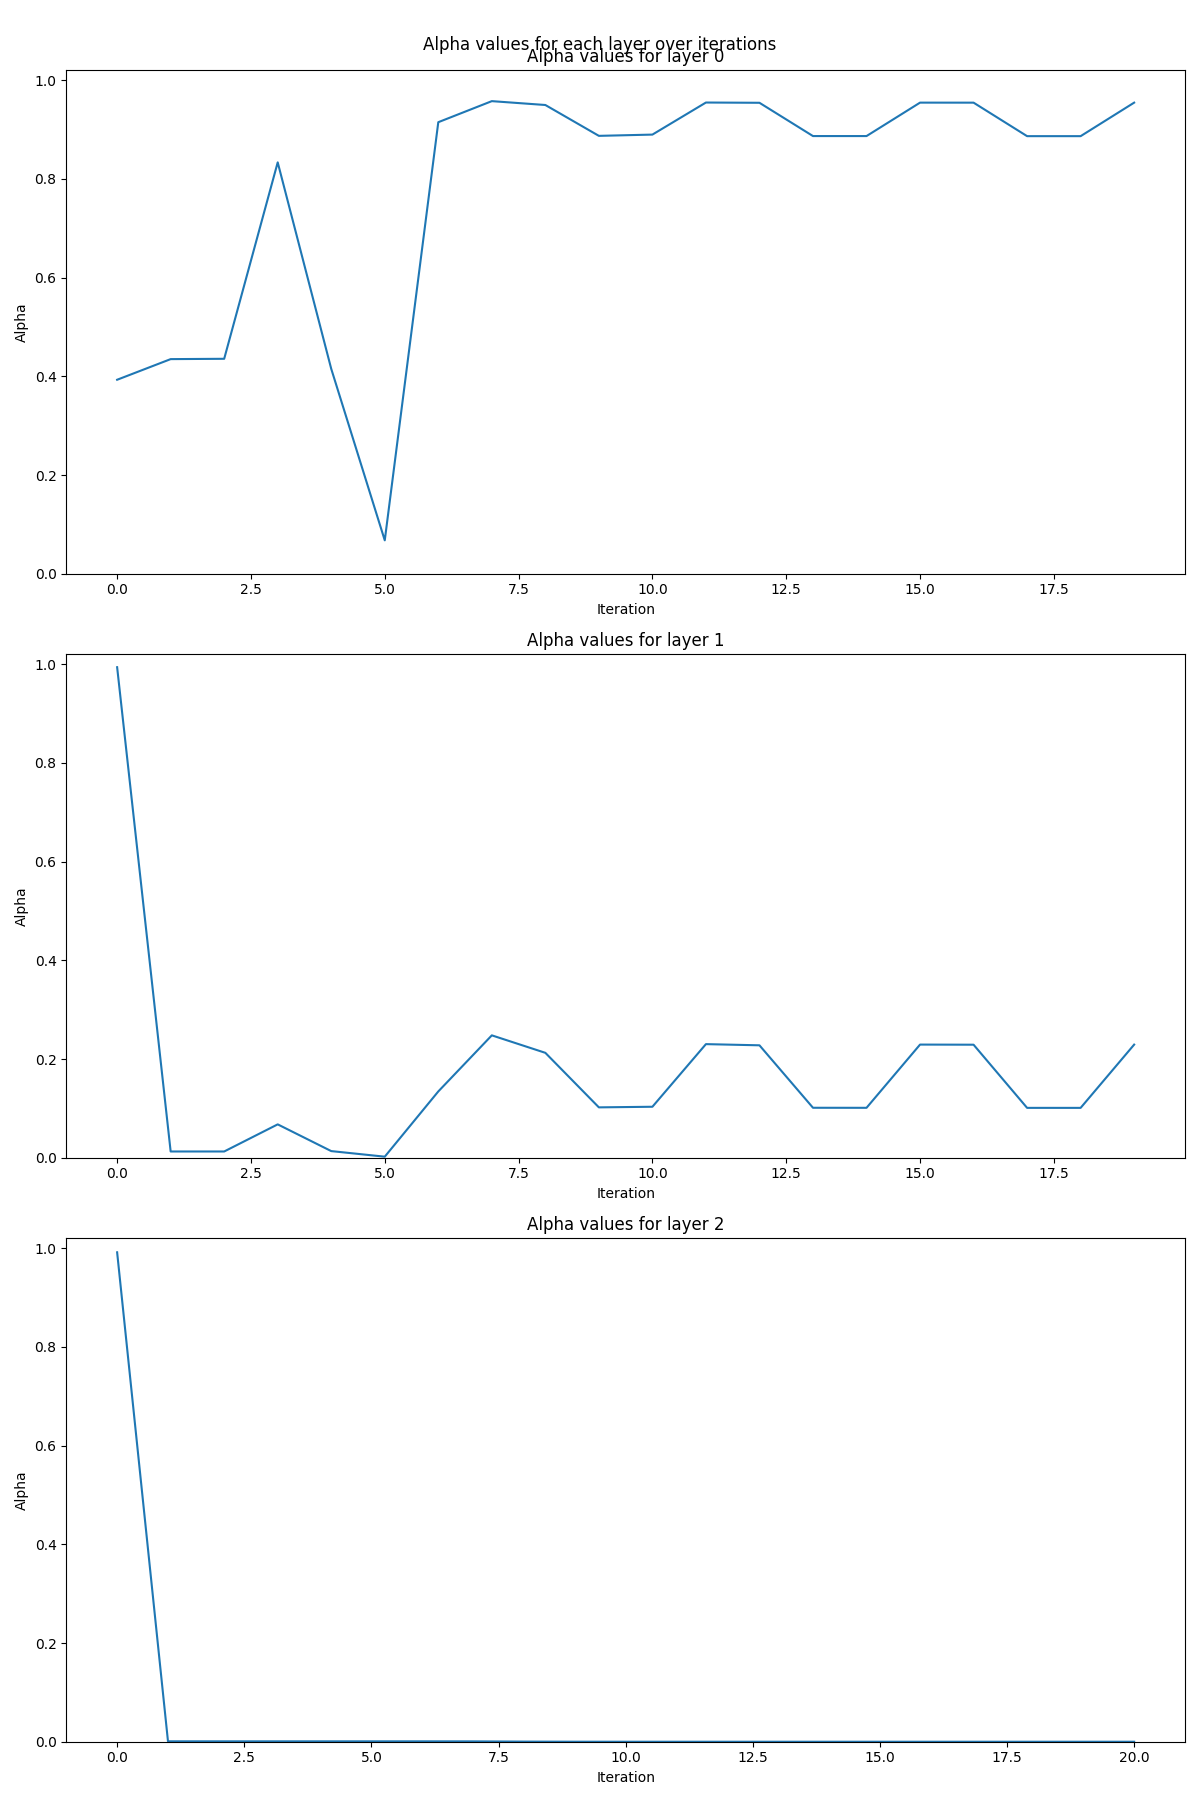 Alpha values for each layer over iterations
Alpha values for layer 0
1.0
0.8
0.6
0.4
0.2
0.0
Alpha
0.0 2.5 5.0 7.5 10.0 12.5 15.0 17.5
Iteration
Alpha values for layer 1
1.0
0.8
0.6
0.4
0.2
0.0
Alpha
0.0 2.5 5.0 7.5 10.0 12.5 15.0 17.5
Iteration
Alpha values for layer 2
1.0
0.8
0.6
0.4
0.2
0.0
Alpha
0.0 2.5 5.0 7.5 10.0 12.5 15.0 17.5 20.0
Iteration